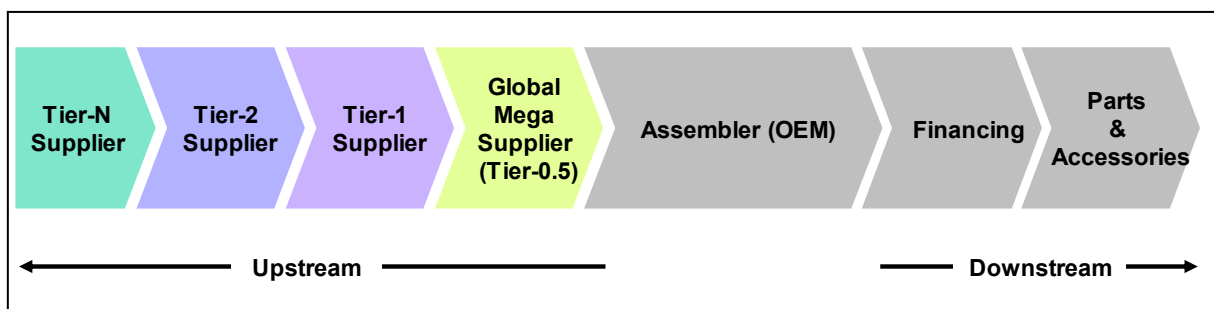 Tier-N
Supplier
Tier-2
Supplier
Tier-1
Supplier
Global
Mega
Supplier
(Tier-0.5)
Assembler (OEM)
Financing
Parts
&
Accessories
Upstream
Downstream